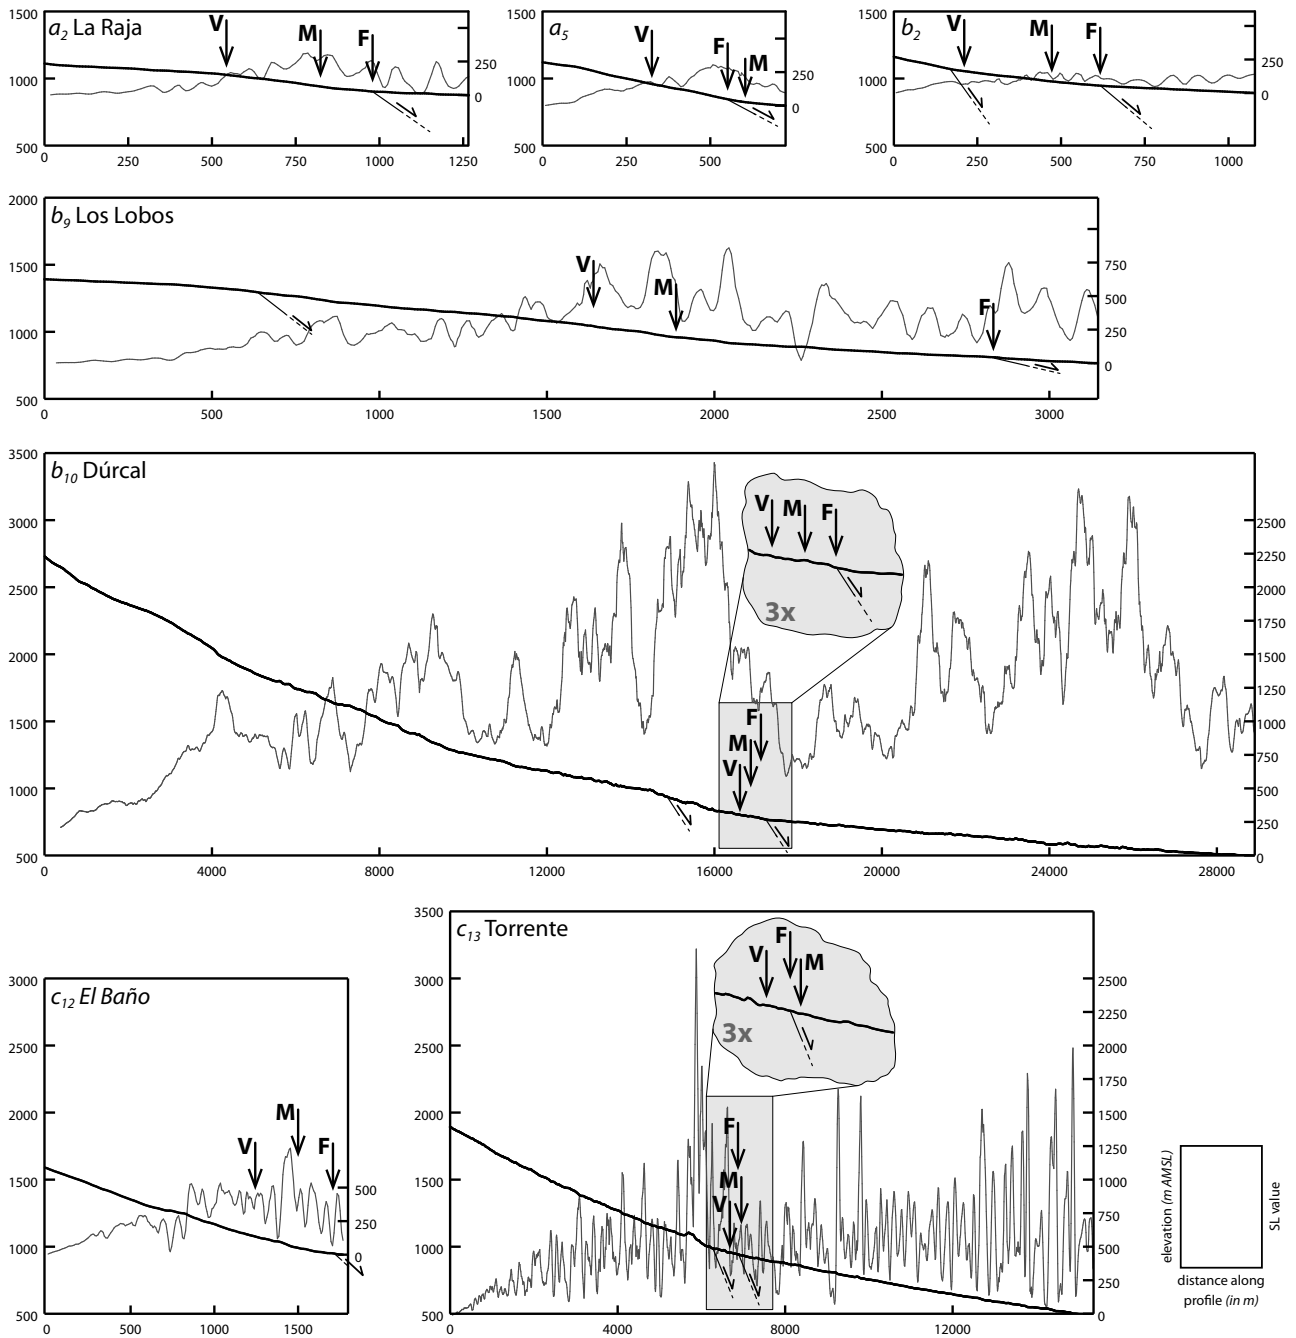 a2 La Raja
1500
1000
500
V
M
F
250
0
0
250
500
750
1000
1250
a5
1500
1000
500
V
F
M
250
0
0
250
500
b2
1500
1000
500
V
M
F
250
0
0
250
500
750
1000
b9 Los Lobos
2000
1500
1000
500
V
M
F
750
500
250
0
0
500
1000
1500
2000
2500
3000
b10 Dúrcal
3500
3000
2500
2000
1500
1000
500
V
M
F
3x
F
M
V
2500
2250
2000
1750
1500
1250
1000
750
500
250
0
0
4000
8000
12000
16000
20000
24000
28000
c12 El Baño
3000
2500
2000
1500
1000
500
M
V
F
500
250
0
0
500
1000
1500
c13 Torrente
3500
3000
2500
2000
1500
1000
500
F
V
M
3x
F
M
V
2500
2250
2000
1750
1500
1250
1000
750
500
250
0
0
4000
8000
12000
elevation (m AMSL)
SL value
distance along
profile (in m)